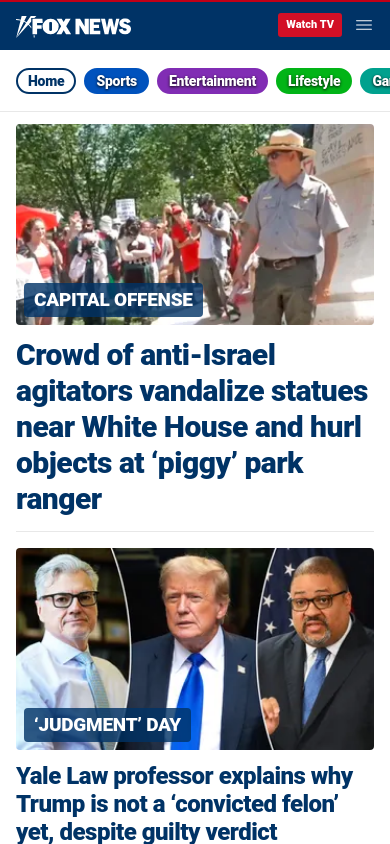 FOX NEWS
Watch TV
Home
Sports
Entertainment
Lifestyle
CAPITAL OFFENSE
Crowd of anti-Israel
agitators vandalize statues
near White House and hurl
objects at ‘piggy’ park
ranger
‘JUDGMENT’ DAY
Yale Law professor explains why
Trump is not a ‘convicted felon’
yet, despite guilty verdict